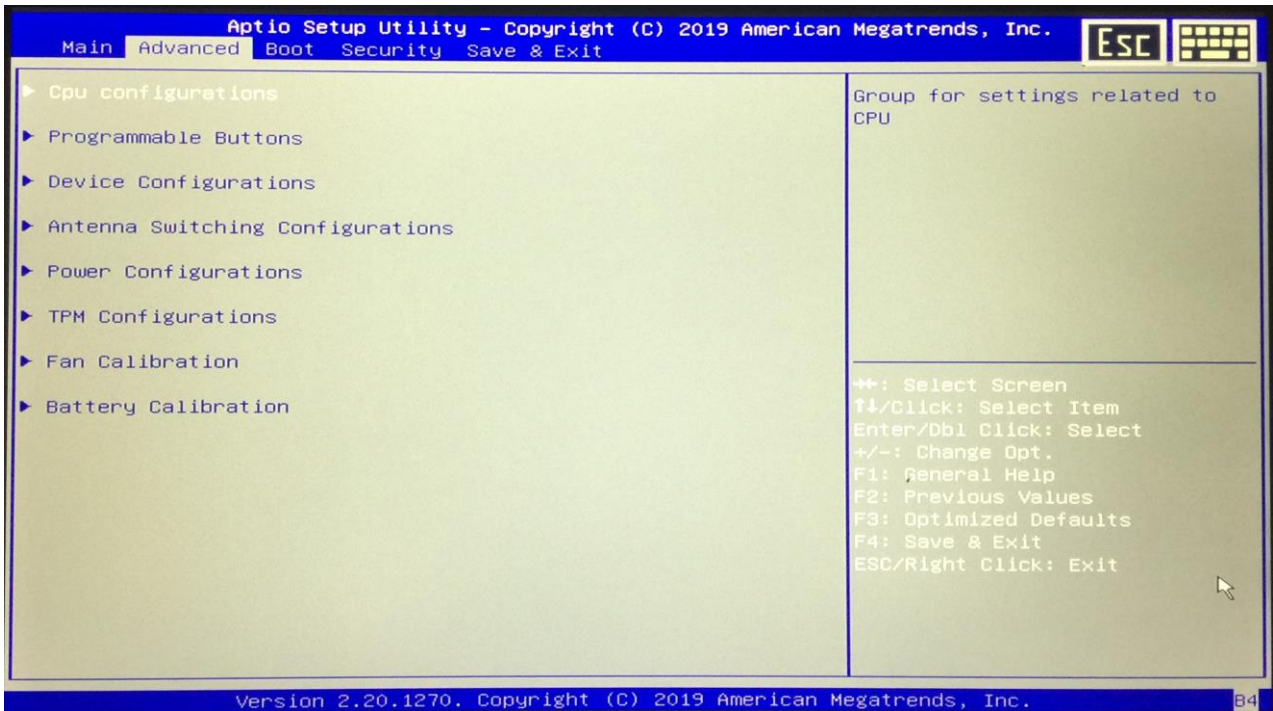 Aptio Setup Utility – Copyright (C) 2019 American Megatrends, Inc.
Main Advanced Boot Security Save & Exit
ESC
► Cpu configurations
► Programmable Buttons
► Device Configurations
► Antenna Switching Configurations
► Power Configurations
► TPM Configurations
► Fan Calibration
► Battery Calibration
Group for settings related to
CPU
→←: Select Screen
↑↓/Click: Select Item
Enter/Dbl Click: Select
+/-: Change Opt.
F1: General Help
F2: Previous Values
F3: Optimized Defaults
F4: Save & Exit
ESC/Right Click: Exit
Version 2.20.1270. Copyright (C) 2019 American Megatrends, Inc.
B4